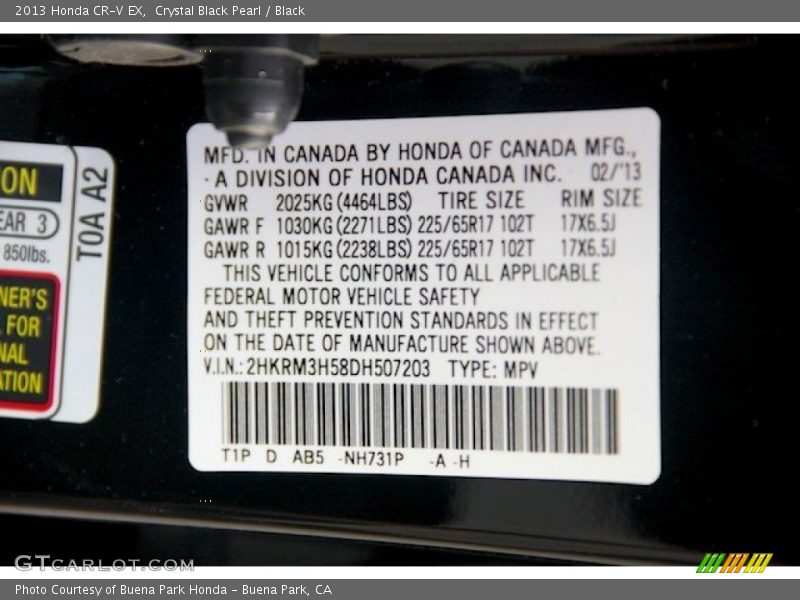 2013 Honda CR-V EX, Crystal Black Pearl / Black
MFD. IN CANADA BY HONDA OF CANADA MFG.,
A DIVISION OF HONDA CANADA INC. 02/'13
GVWR 2025KG (4464LBS) TIRE SIZE RIM SIZE
GAWR F 1030KG (2271LBS) 225/65R17 102T 17X6.5J
GAWR R 1015KG (2238LBS) 225/65R17 102T 17X6.5J
THIS VEHICLE CONFORMS TO ALL APPLICABLE
FEDERAL MOTOR VEHICLE SAFETY
AND THEFT PREVENTION STANDARDS IN EFFECT
ON THE DATE OF MANUFACTURE SHOWN ABOVE.
V.I.N.: 2HKRM3H58DH507203 TYPE: MPV
T1P D AB5 -NH731P -A -H
ON
EAR 3
850lbs.
NER'S
FOR
NAL
ATION
T0A A2
GTCARLOT.COM
Photo Courtesy of Buena Park Honda - Buena Park, CA